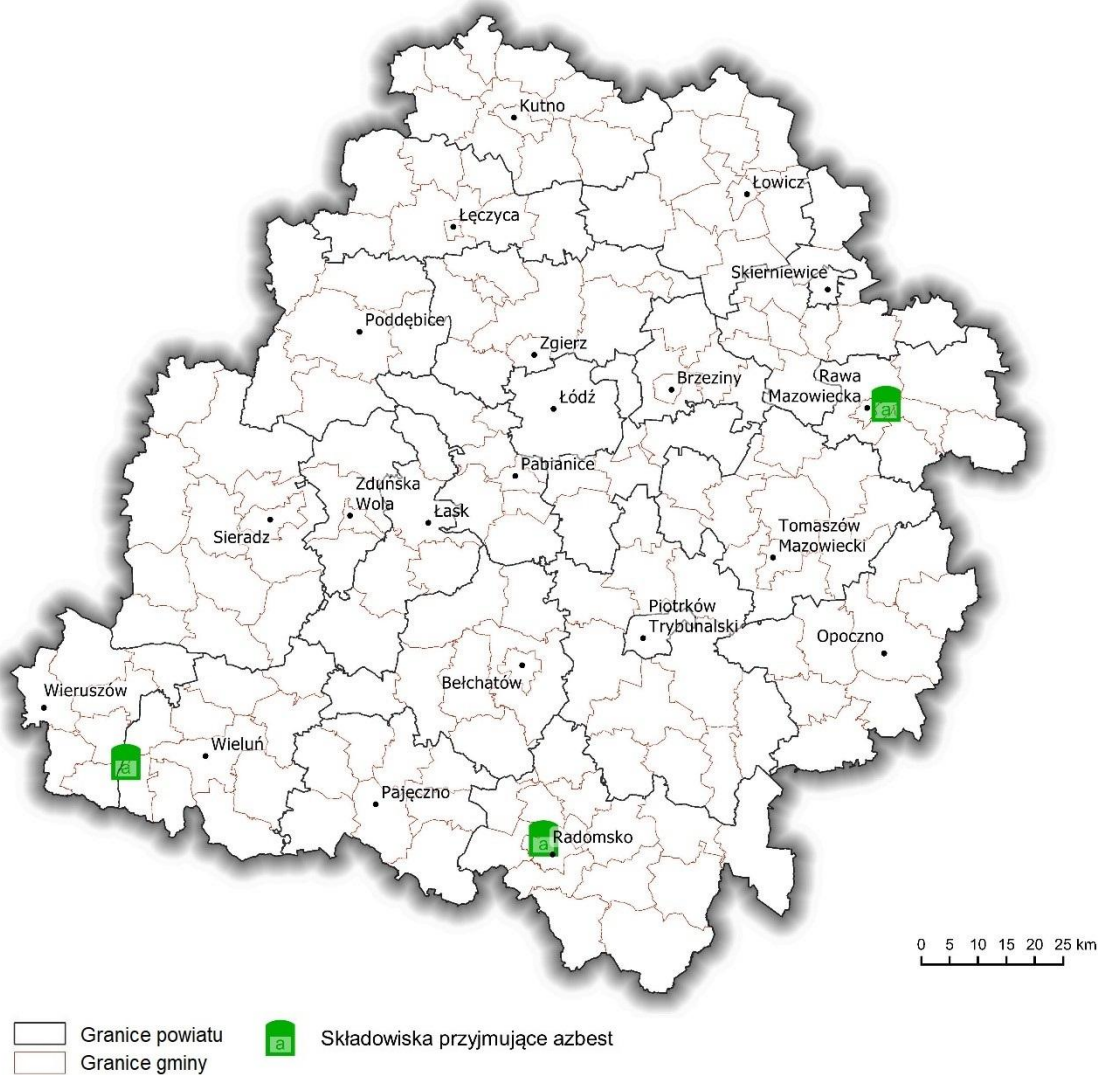 Kutno
Łowicz
Łęczyca
Skierniewice
Poddębice
Zgierz
Brzeziny
Rawa
Mazowiecka
a
Łódź
Pabianice
Zduńska
Wola
Łask
Sieradz
Tomaszów
Mazowiecki
Piotrków
Trybunalski
Opoczno
Bełchatów
Wieruszów
Wieluń
a
Pajęczno
Radomsko
a
0 5 10 15 20 25 km
Granice powiatu
Granice gminy
a
Składowiska przyjmujące azbest